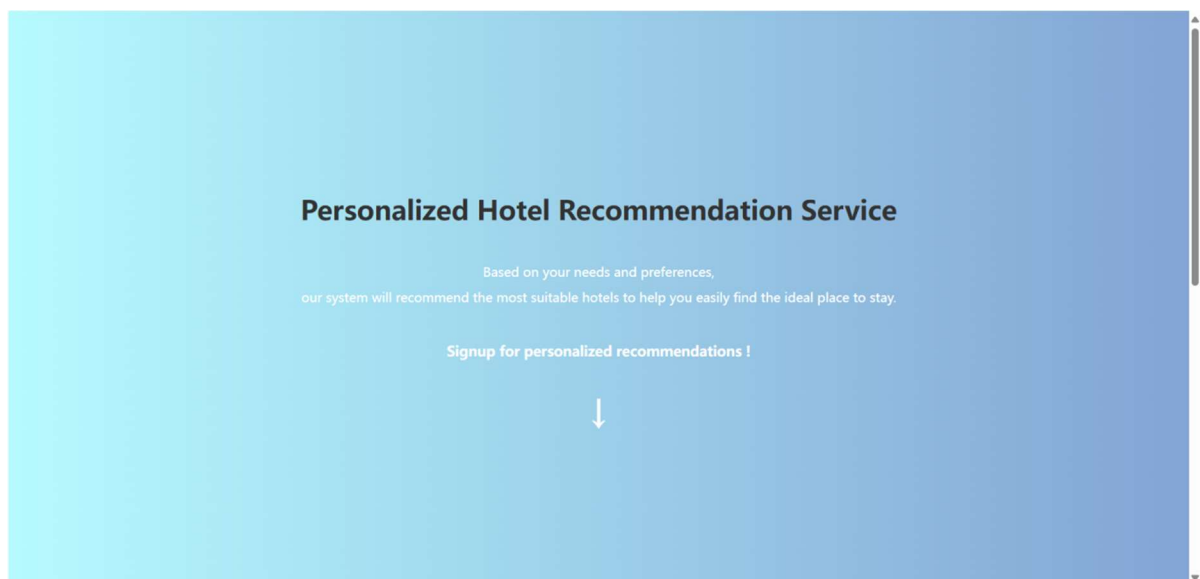 Personalized Hotel Recommendation Service
Based on your needs and preferences,
our system will recommend the most suitable hotels to help you easily find the ideal place to stay.
Signup for personalized recommendations !
↓